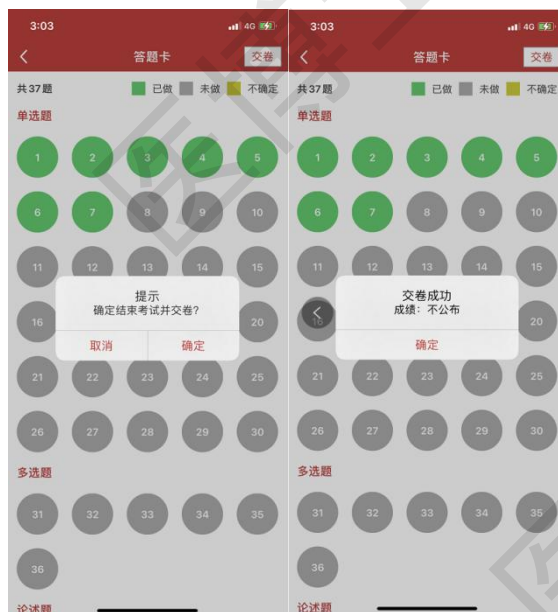 3:03
4G
答题卡
交卷
共37题
已做 未做 不确定
单选题
1 2 3 4 5
6 7 8 9 10
11 12 13 14 15
提示
确定结束考试并交卷?
16 20
取消 确定
21 22 23 24 25
26 27 28 29 30
多选题
31 32 33 34 35
36
论述题
3:03
4G
答题卡
交卷
共37题
已做 未做 不确定
单选题
1 2 3 4 5
6 7 8 9 10
11 12 13 14 15
交卷成功
成绩：不公布
16 20
确定
21 22 23 24 25
26 27 28 29 30
多选题
31 32 33 34 35
36
论述题
医博士
医